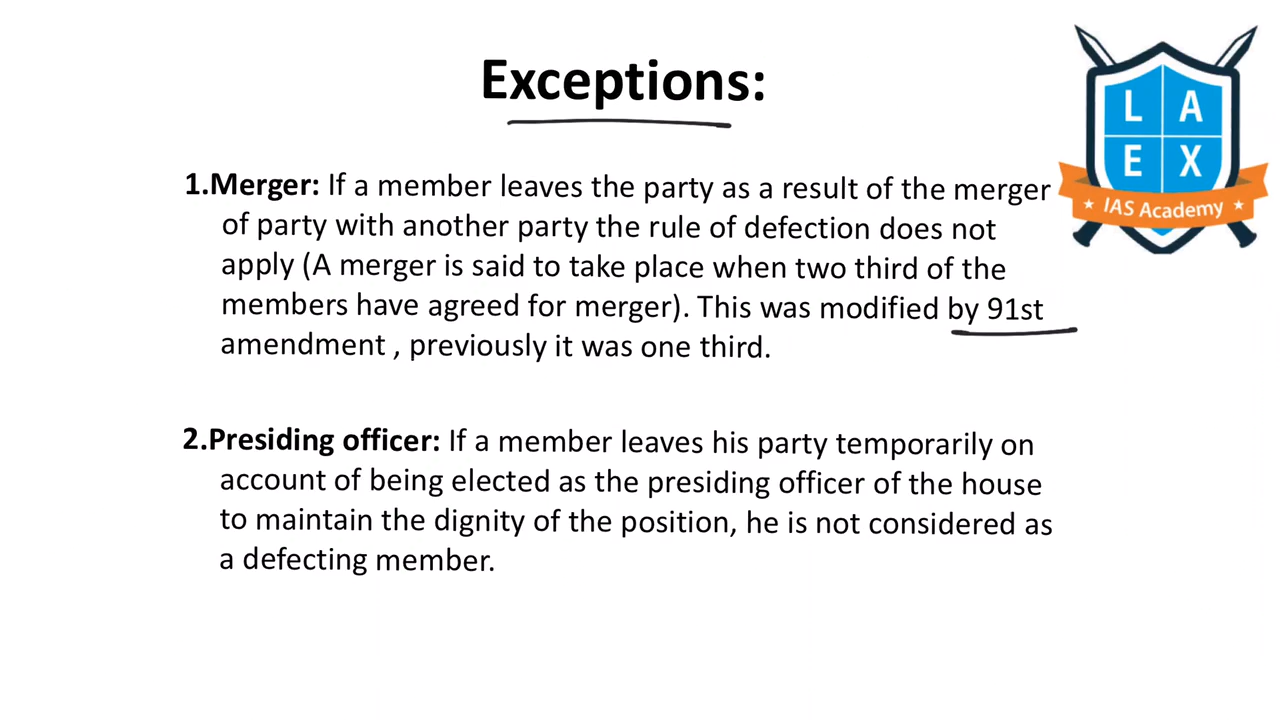 Exceptions:
L A
E X
IAS Academy
1.Merger: If a member leaves the party as a result of the merger
of party with another party the rule of defection does not
apply (A merger is said to take place when two third of the
members have agreed for merger). This was modified by 91st
amendment , previously it was one third.
2.Presiding officer: If a member leaves his party temporarily on
account of being elected as the presiding officer of the house
to maintain the dignity of the position, he is not considered as
a defecting member.